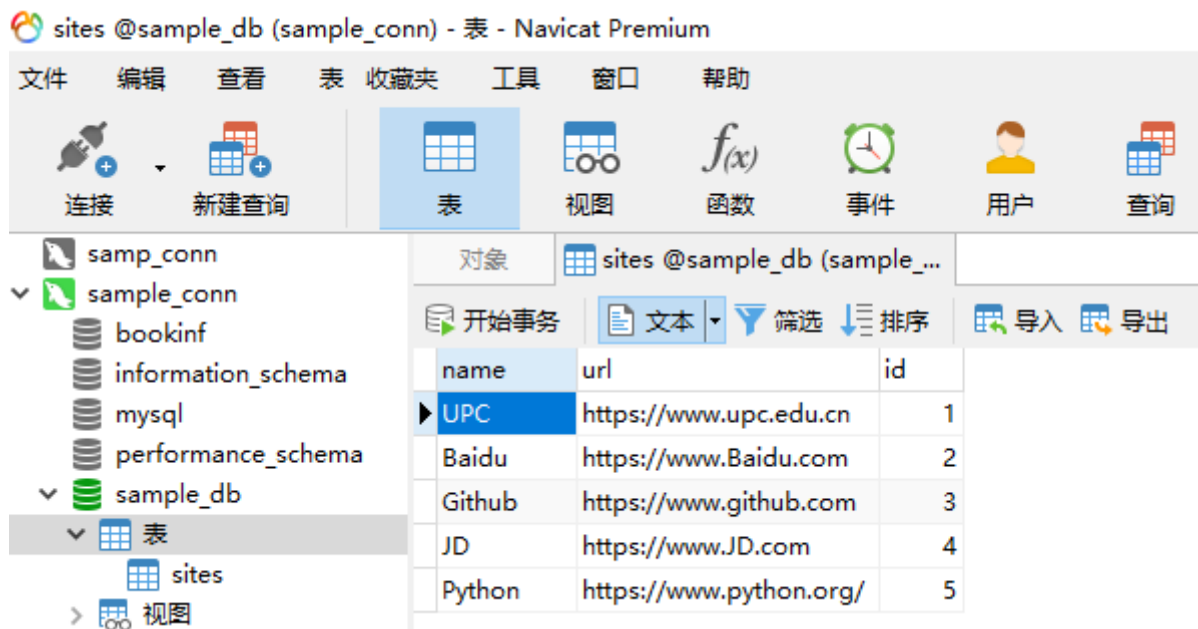 sites @sample_db (sample_conn) - 表 - Navicat Premium
文件 编辑 查看 表 收藏夹 工具 窗口 帮助
连接 新建查询 表 视图 f(x) 函数 事件 用户 查询
samp_conn
sample_conn
bookinf
information_schema
mysql
performance_schema
sample_db
表
sites
视图
对象 sites @sample_db (sample_...
开始事务 文本 筛选 排序 导入 导出
name url id
UPC https://www.upc.edu.cn 1
Baidu https://www.Baidu.com 2
Github https://www.github.com 3
JD https://www.JD.com 4
Python https://www.python.org/ 5